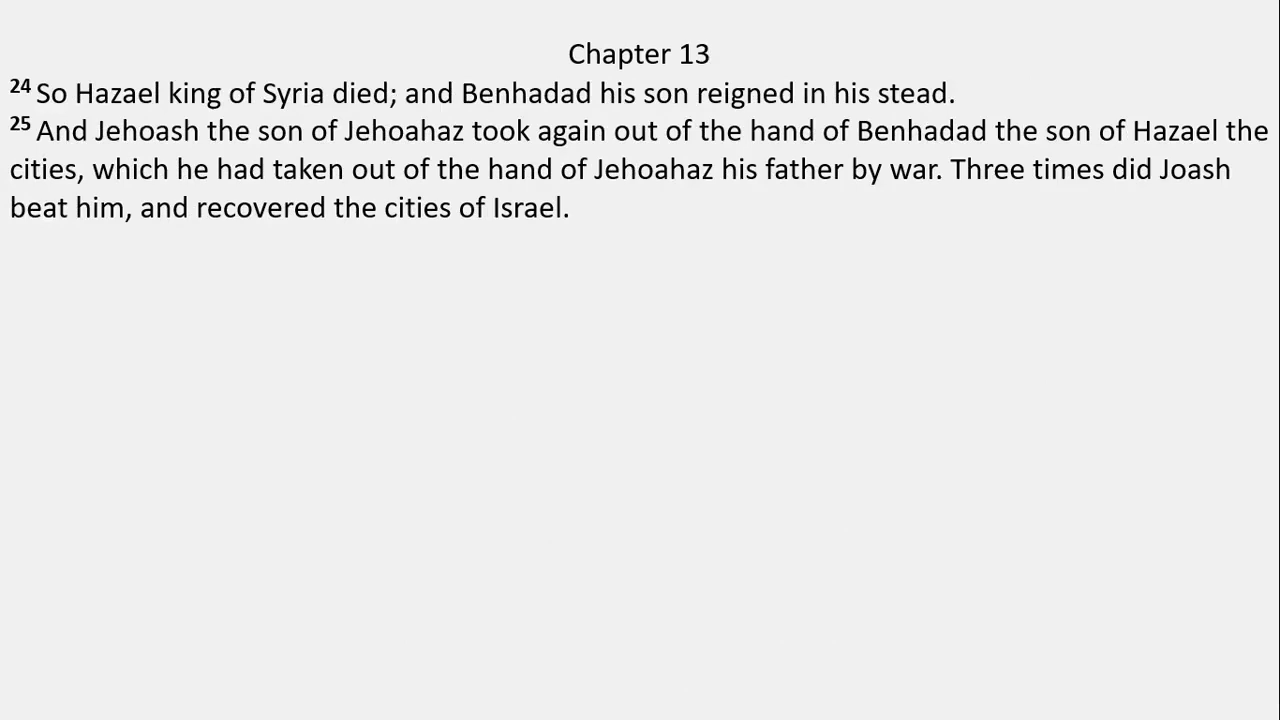 Chapter 13
24 So Hazael king of Syria died; and Benhadad his son reigned in his stead.
25 And Jehoash the son of Jehoahaz took again out of the hand of Benhadad the son of Hazael the
cities, which he had taken out of the hand of Jehoahaz his father by war. Three times did Joash
beat him, and recovered the cities of Israel.